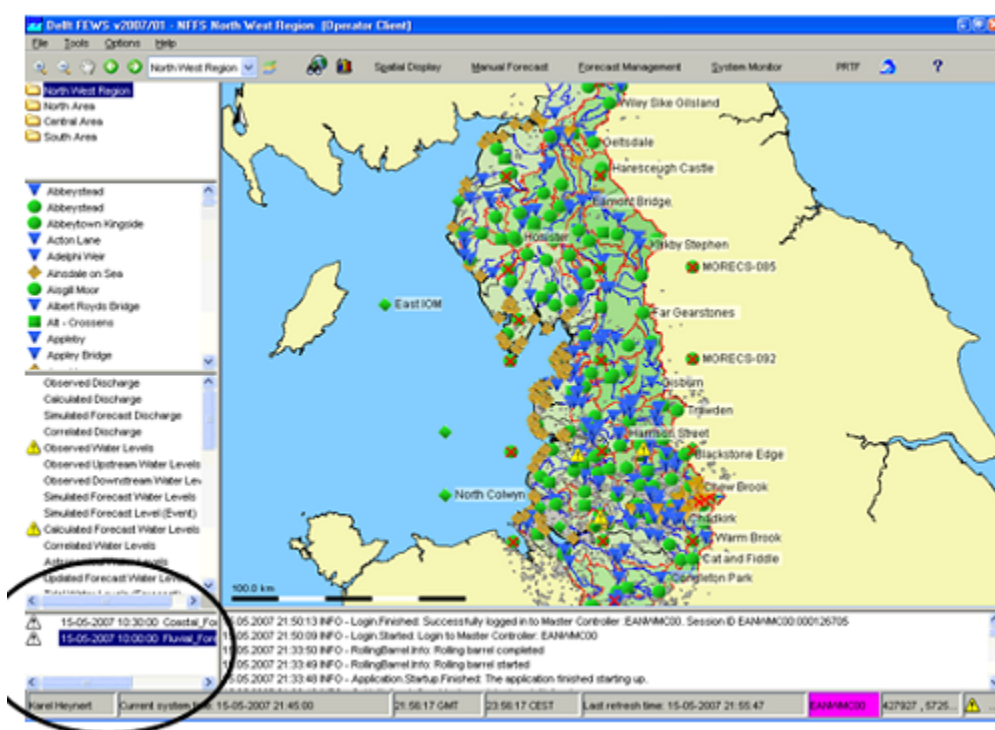 Delft FEWS v2007/01 - NFFS North West Region (Operator Client)
File Tools Options Help
North West Region Spatial Display Manual Forecast Forecast Management System Monitor PRTF ?
North West Region
North Area
Central Area
South Area
Abbeystead
Abbeystead
Abbeytown Kingside
Acton Lane
Adelphi Weir
Ainsdale on Sea
Aisgill Moor
Albert Royds Bridge
Alt - Crossens
Appleby
Appley Bridge
Observed Discharge
Calculated Discharge
Simulated Forecast Discharge
Correlated Discharge
Observed Water Levels
Observed Upstream Water Levels
Observed Downstream Water Lev
Simulated Forecast Water Levels
Simulated Forecast Level (Event)
Calculated Forecast Water Levels
Correlated Water Levels
Updated Forecast Water Level
Wiley Sike Gilsland
Geltsdale
Haresceugh Castle
Eamont Bridge
Honister
Kirkby Stephen
MORECS-085
East IOM
Far Gearstones
MORECS-092
Gisburn
Trawden
Harrison Street
Blackstone Edge
Chew Brook
North Colwyn
Chadkirk
Warm Brook
Cat and Fiddle
Congleton Park
100.0 km
15-05-2007 10:30:00 Coastal_For
15-05-2007 10:00:00 Fluvial_Fore
05.2007 21:50:13 INFO - Login.Finished: Successfully logged in to Master Controller :EANWMC00. Session ID EANWMC00:000126705
05.2007 21:50:09 INFO - Login.Started: Login to Master Controller: EANWMC00
05.2007 21:33:50 INFO - RollingBarrel.Info: Rolling barrel completed
05.2007 21:33:49 INFO - RollingBarrel.Info: Rolling barrel started
05.2007 21:33:48 INFO - Application.Startup.Finished: The application finished starting up.
Karel Heynert Current system time: 15-05-2007 21:45:00 21:56:17 GMT 23:56:17 CEST Last refresh time: 15-05-2007 21:55:47 EANWMC00 427927 , 5725...